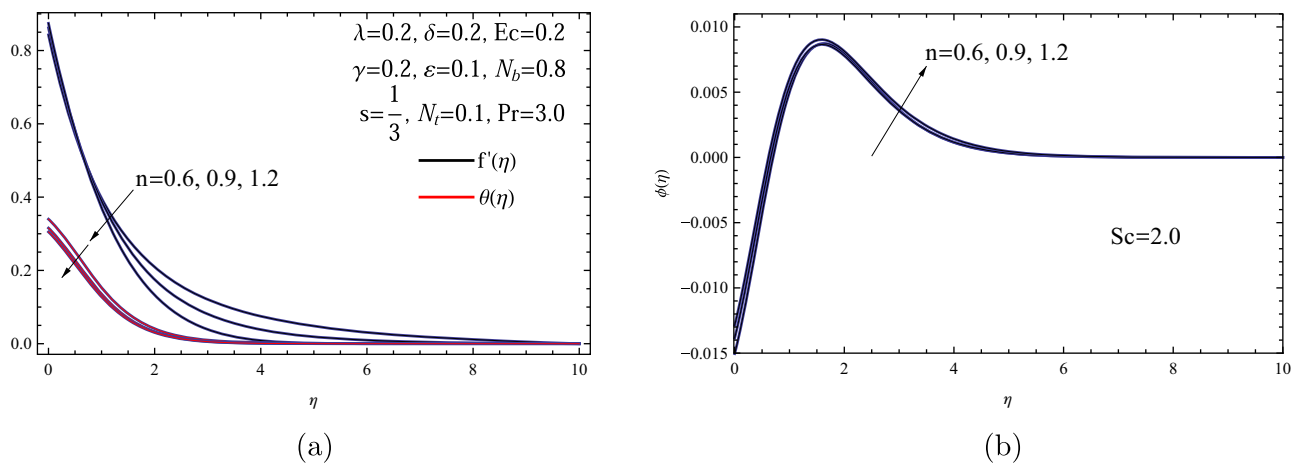 λ=0.2, δ=0.2, Ec=0.2
γ=0.2, ε=0.1, N_b=0.8
s=1/3, N_t=0.1, Pr=3.0
f'(η)
θ(η)
n=0.6, 0.9, 1.2
0.8
0.6
0.4
0.2
0.0
0 2 4 6 8 10
η
(a)
0.010
0.005
0.000
−0.005
−0.010
−0.015
ϕ(η)
n=0.6, 0.9, 1.2
Sc=2.0
0 2 4 6 8 10
η
(b)